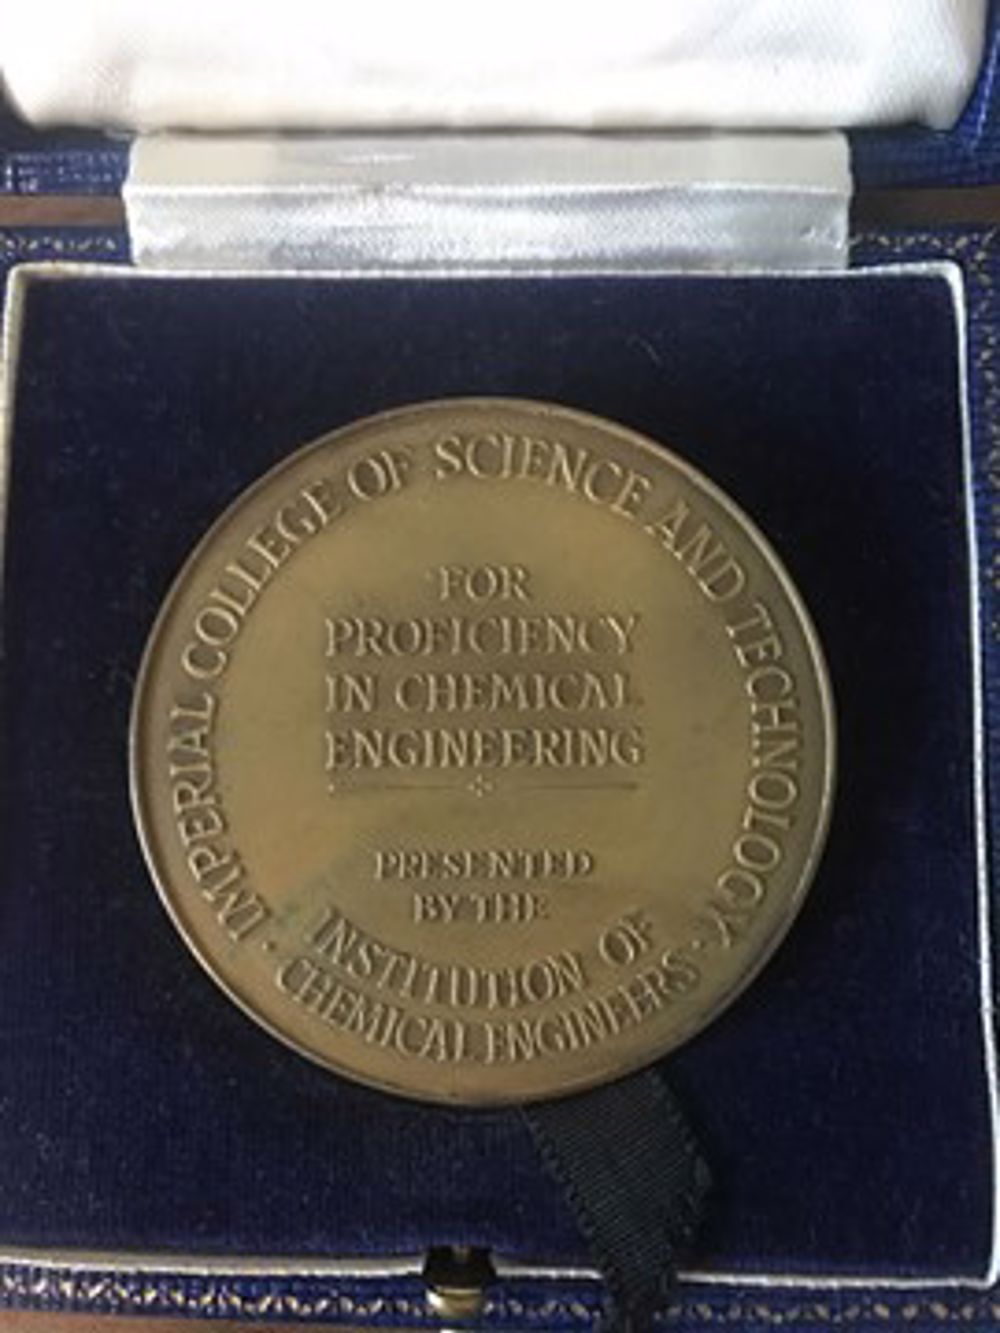 IMPERIAL COLLEGE OF SCIENCE AND TECHNOLOGY
FOR
PROFICIENCY
IN CHEMICAL
ENGINEERING
PRESENTED
BY THE
INSTITUTION OF
CHEMICAL ENGINEERS